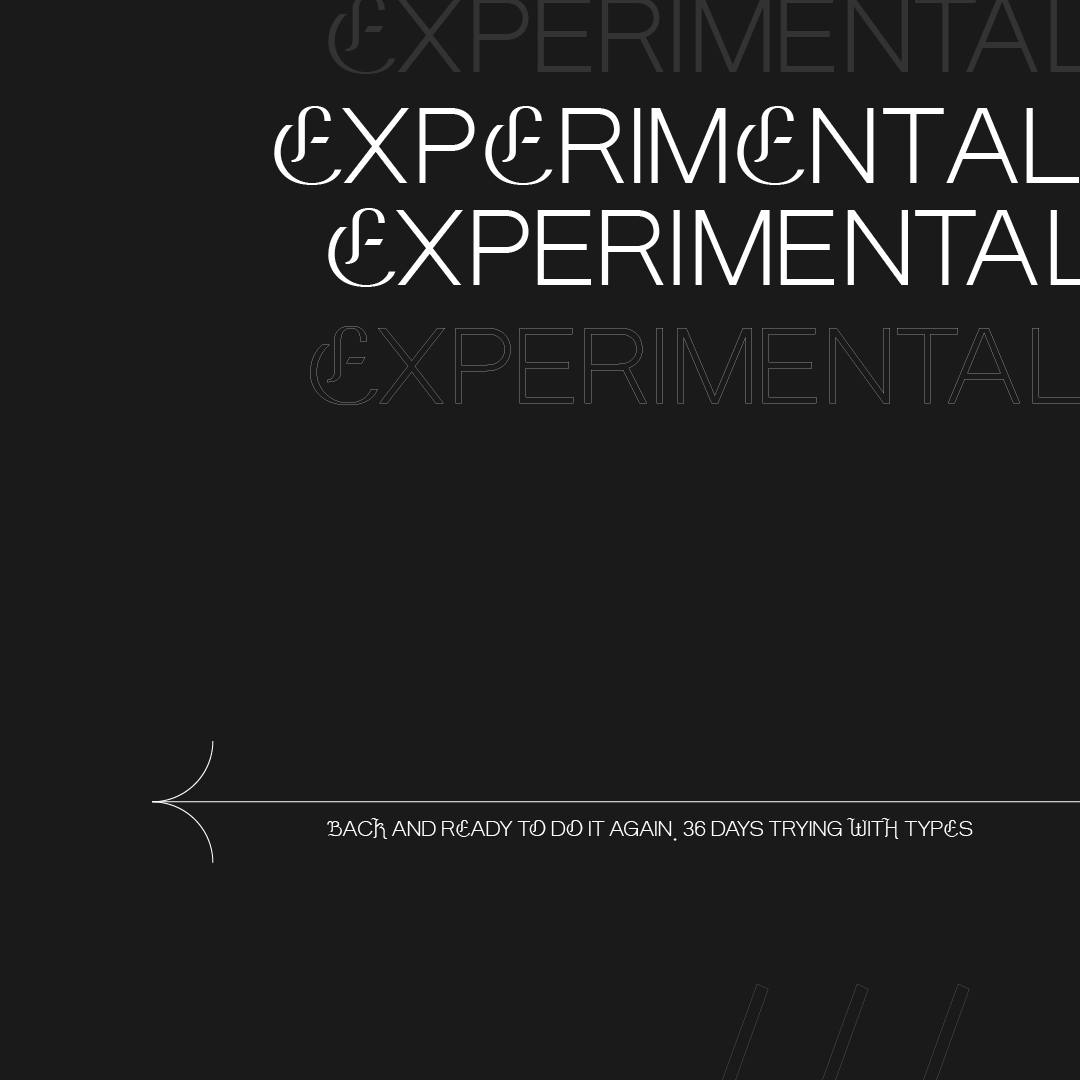 EXPERIMENTAL
EXPERIMENTAL
EXPERIMENTAL
EXPERIMENTAL
BACK AND READY TO DO IT AGAIN. 36 DAYS TRYING WITH TYPES
///